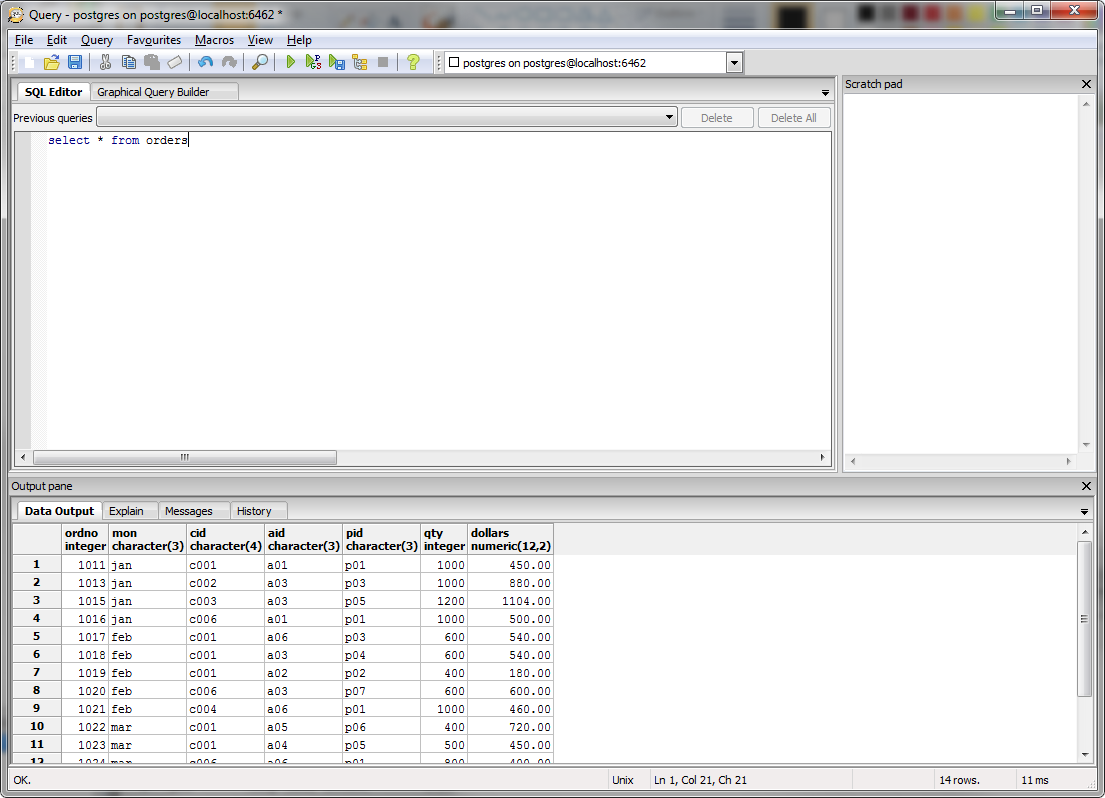 Query - postgres on postgres@localhost:6462 *
File Edit Query Favourites Macros View Help
postgres on postgres@localhost:6462
SQL Editor Graphical Query Builder
Scratch pad
Previous queries Delete Delete All
select * from orders
Output pane
Data Output Explain Messages History
ordno mon cid aid pid qty dollars
integer character(3) character(4) character(3) character(3) integer numeric(12,2)
1 1011 jan c001 a01 p01 1000 450.00
2 1013 jan c002 a03 p03 1000 880.00
3 1015 jan c003 a03 p05 1200 1104.00
4 1016 jan c006 a01 p01 1000 500.00
5 1017 feb c001 a06 p03 600 540.00
6 1018 feb c001 a03 p04 600 540.00
7 1019 feb c001 a02 p02 400 180.00
8 1020 feb c006 a03 p07 600 600.00
9 1021 feb c004 a06 p01 1000 460.00
10 1022 mar c001 a05 p06 400 720.00
11 1023 mar c001 a04 p05 500 450.00
12 1024 mar c006 a06 p01 800 400.00
OK. Unix Ln 1, Col 21, Ch 21 14 rows. 11 ms